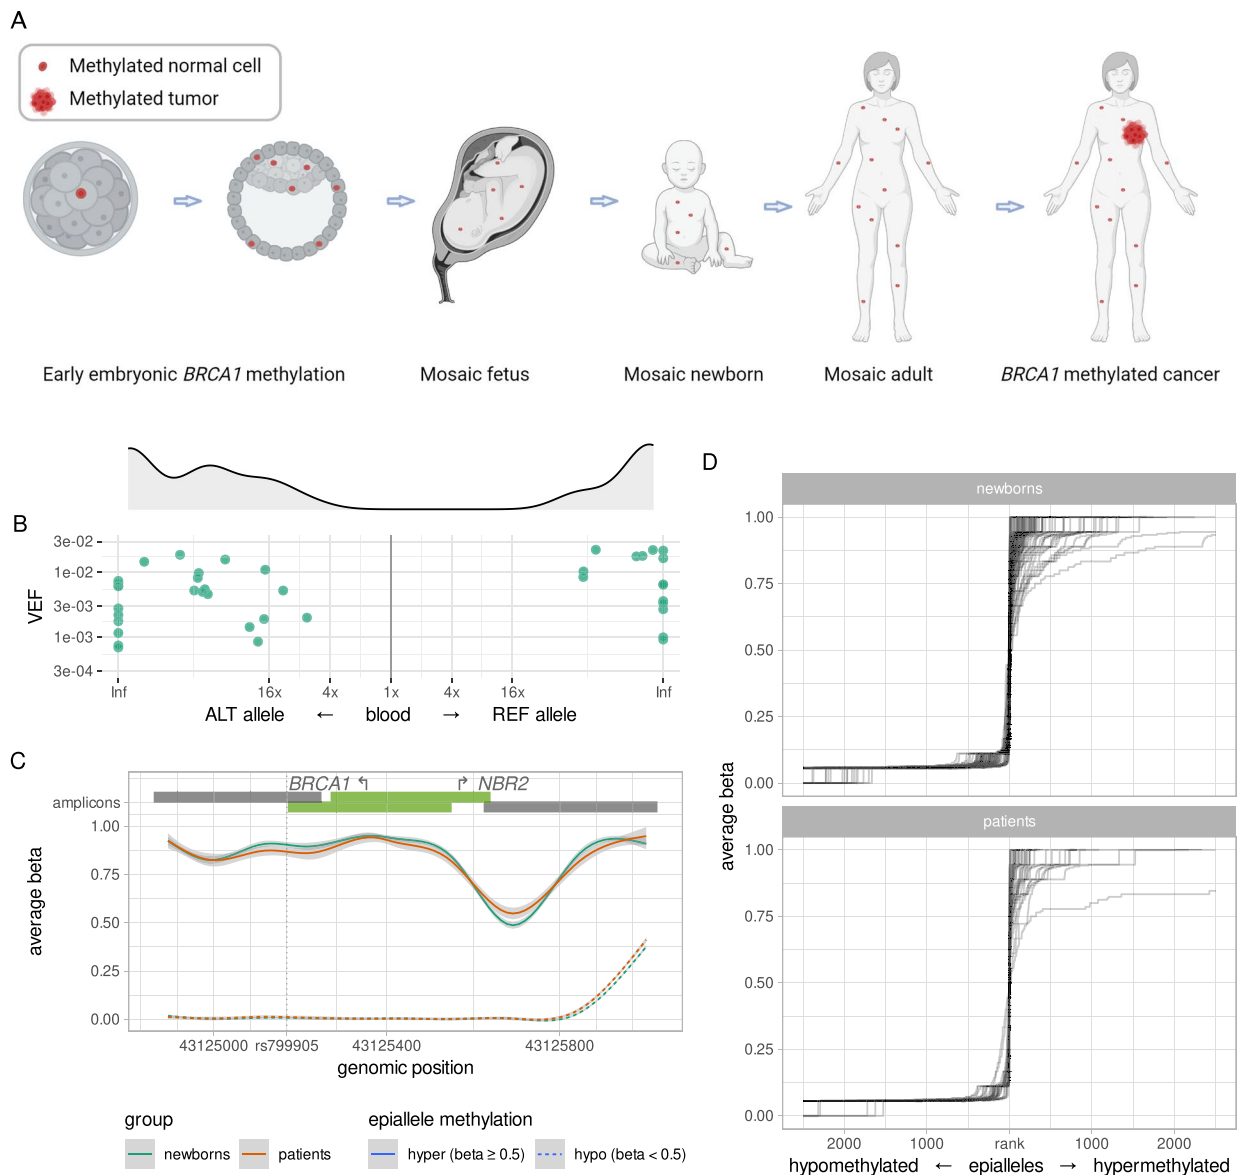 A
Methylated normal cell
Methylated tumor
Early embryonic BRCA1 methylation
Mosaic fetus
Mosaic newborn
Mosaic adult
BRCA1 methylated cancer
B
VEF
3e-02
1e-02
3e-03
1e-03
3e-04
Inf 16x 4x 1x 4x 16x Inf
ALT allele ← blood → REF allele
C
BRCA1 ↰ ↱ NBR2
amplicons
average beta
1.00
0.75
0.50
0.25
0.00
43125000 rs799905 43125400 43125800
genomic position
group
newborns
patients
epiallele methylation
hyper (beta ≥ 0.5)
hypo (beta < 0.5)
D
newborns
1.00
0.75
0.50
0.25
0.00
average beta
patients
1.00
0.75
0.50
0.25
0.00
2000 1000 rank 1000 2000
hypomethylated ← epialleles → hypermethylated